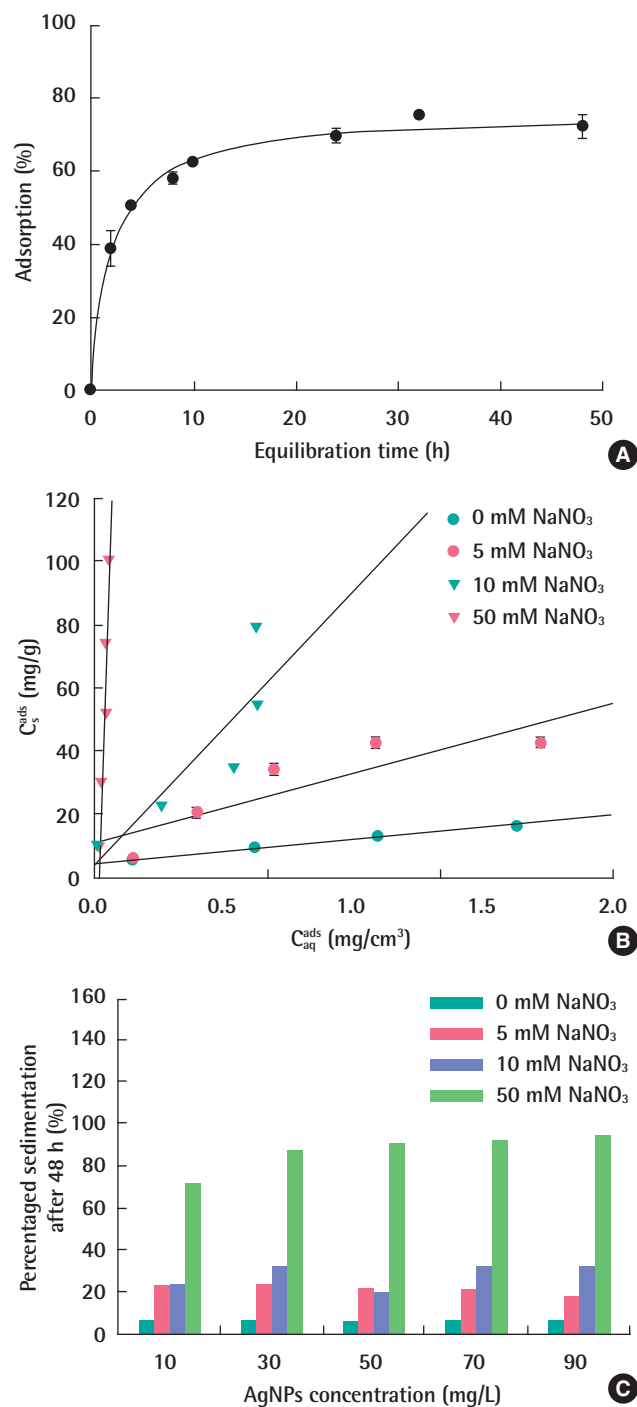 100
80
60
40
20
0
Adsorption (%)
0 10 20 30 40 50
Equilibration time (h)
A
120
100
80
60
40
20
0
C_s^ads (mg/g)
0 mM NaNO₃
5 mM NaNO₃
10 mM NaNO₃
50 mM NaNO₃
0.0 0.5 1.0 1.5 2.0
C_aq^ads (mg/cm³)
B
160
140
120
100
80
60
40
20
0
Percentaged sedimentation
after 48 h (%)
0 mM NaNO₃
5 mM NaNO₃
10 mM NaNO₃
50 mM NaNO₃
10 30 50 70 90
AgNPs concentration (mg/L)
C